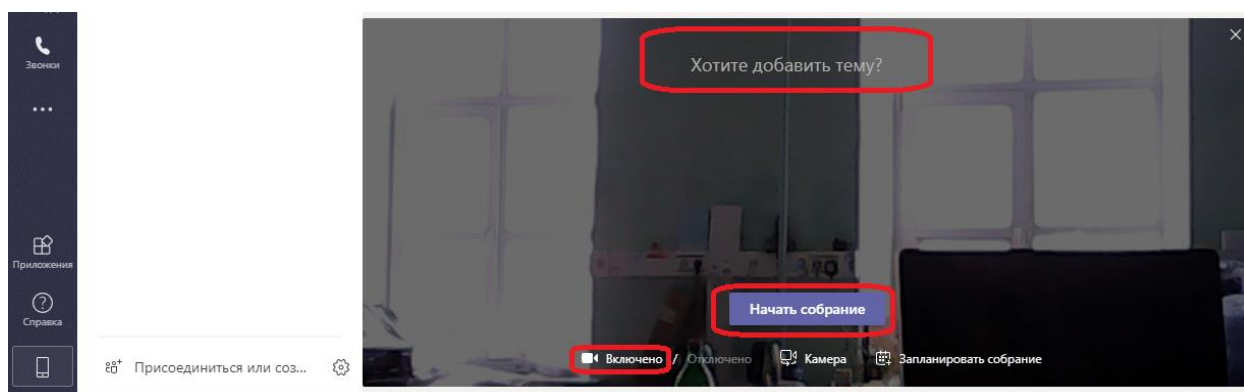 Звонки
Приложения
Справка
Присоединиться или соз...
Хотите добавить тему?
Начать собрание
Включено / Отключено Камера Запланировать собрание